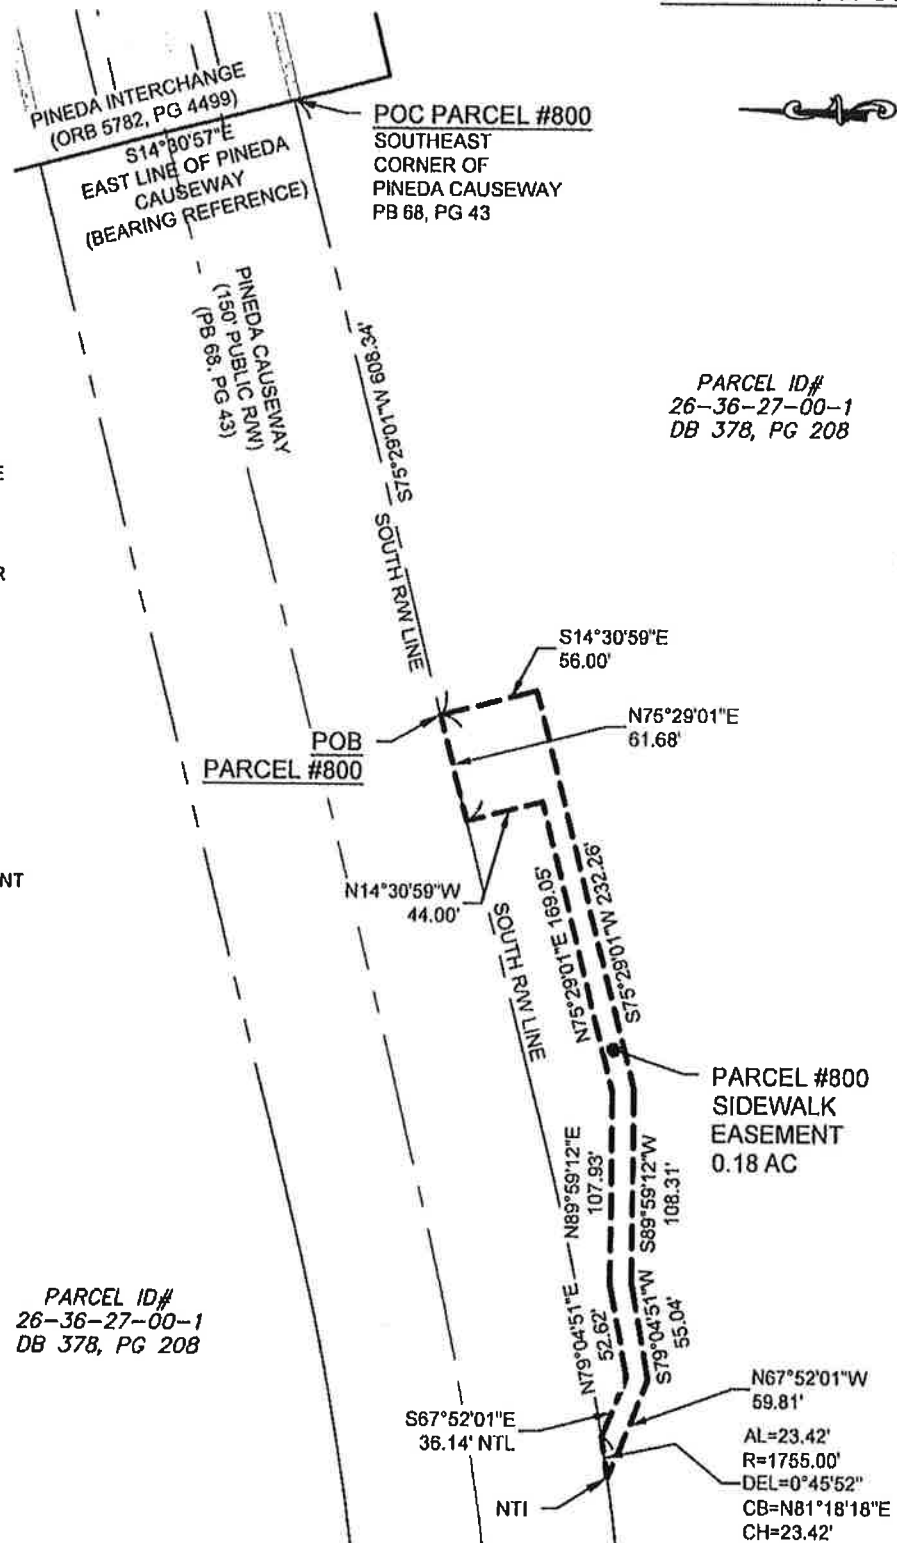 PINEDA INTERCHANGE
(ORB 5782, PG 4499)
S14°30'57"E
EAST LINE OF PINEDA
CAUSEWAY
(BEARING REFERENCE)
POC PARCEL #800
SOUTHEAST
CORNER OF
PINEDA CAUSEWAY
PB 68, PG 43
PINEDA CAUSEWAY
(150' PUBLIC R/W)
(PB 68, PG 43)
S75°29'01"W 608.34'
SOUTH R/W LINE
PARCEL ID#
26-36-27-00-1
DB 378, PG 208
E
R
S14°30'59"E
56.00'
N75°29'01"E
61.68'
POB
PARCEL #800
NT
N14°30'59"W
44.00'
SOUTH R/W LINE
N75°29'01"E 169.05'
S75°29'01"W 232.26'
PARCEL #800
SIDEWALK
EASEMENT
0.18 AC
N89°59'12"E
107.93'
S89°59'12"W
108.31'
PARCEL ID#
26-36-27-00-1
DB 378, PG 208
N79°04'51"E
52.62'
S79°04'51"W
55.04'
N67°52'01"W
59.81'
S67°52'01"E
36.14' NTL
AL=23.42'
R=1755.00'
DEL=0°45'52"
CB=N81°18'18"E
CH=23.42'
NTI